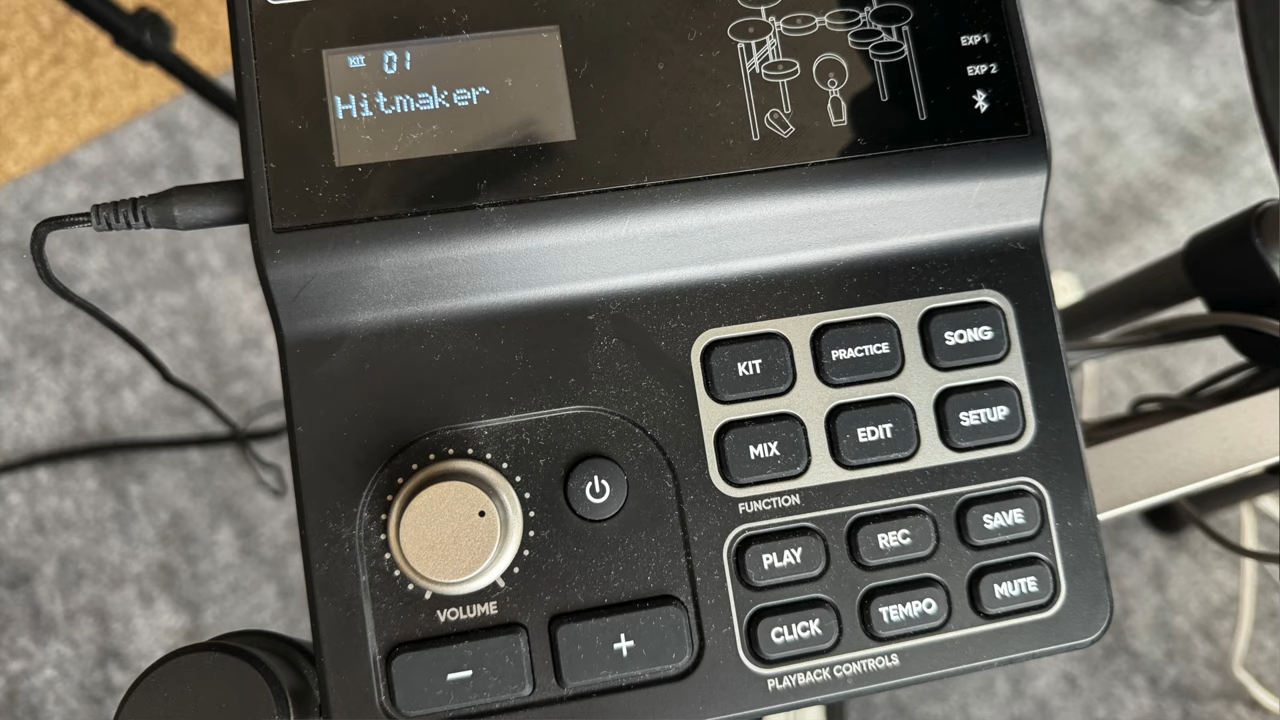 KIT 01
Hitmaker
EXP 1
EXP 2
KIT
PRACTICE
SONG
MIX
EDIT
SETUP
FUNCTION
PLAY
REC
SAVE
CLICK
TEMPO
MUTE
PLAYBACK CONTROLS
VOLUME
-
+